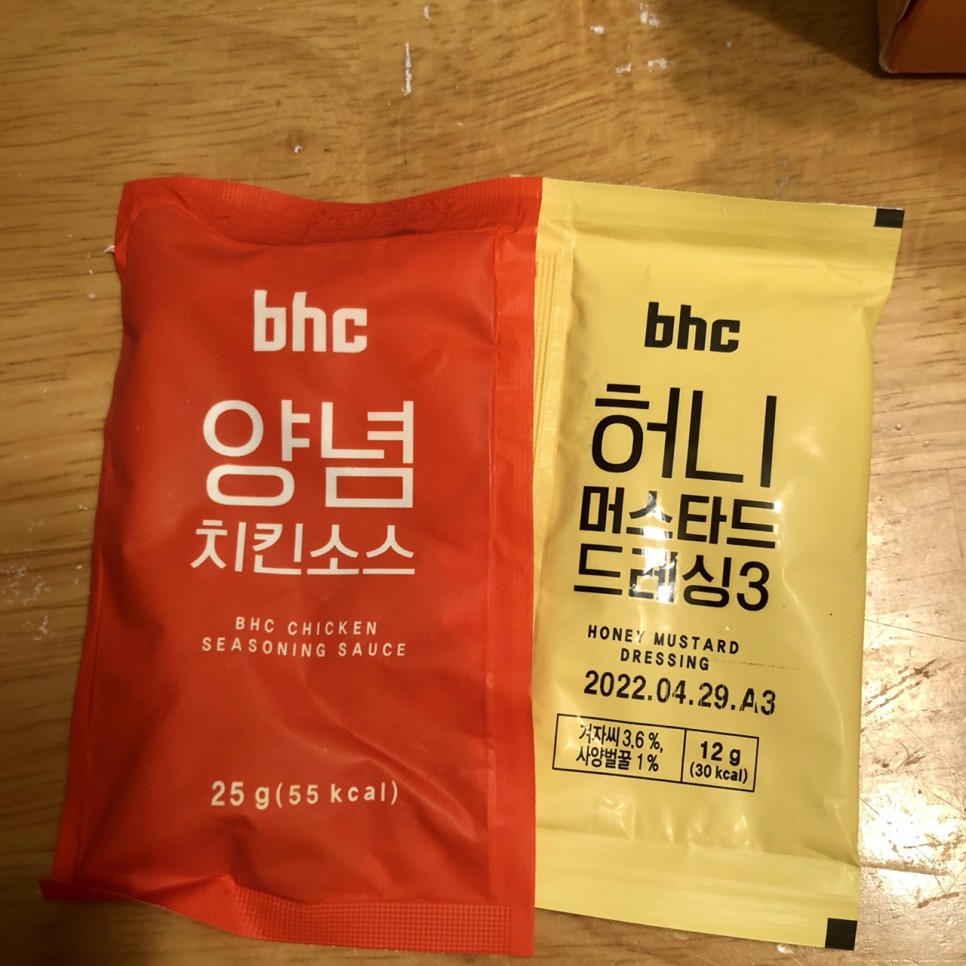 bhc
양념
치킨소스
BHC CHICKEN
SEASONING SAUCE
25 g(55 kcal)
bhc
허니
머스타드
드레싱3
HONEY MUSTARD
DRESSING
2022.04.29.A3
겨자씨 3.6 %,
사양벌꿀 1 %
12 g
(30 kcal)